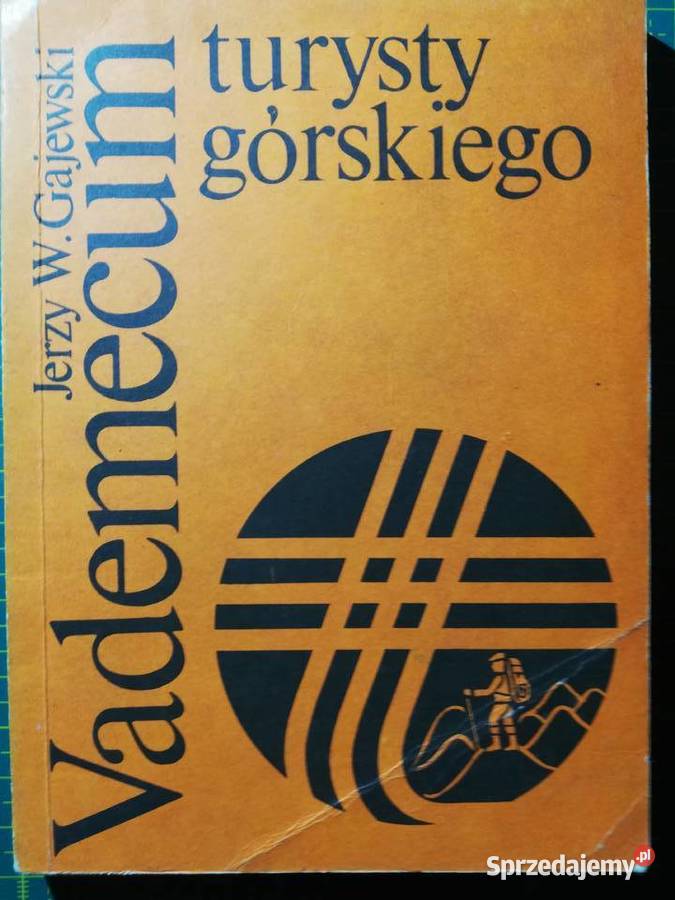 Jerzy W. Gajewski
Vademecum
turysty
górskiego
Sprzedajemy.pl